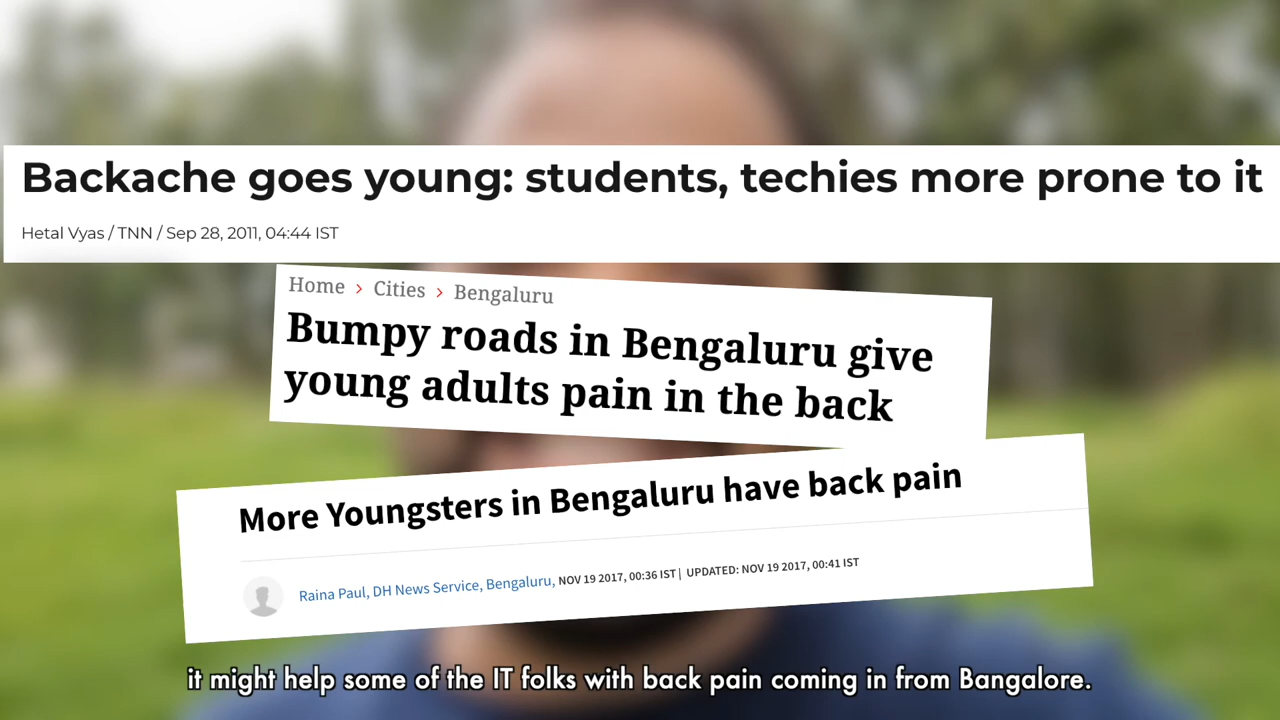 Backache goes young: students, techies more prone to it
Hetal Vyas / TNN / Sep 28, 2011, 04:44 IST
Home > Cities > Bengaluru
Bumpy roads in Bengaluru give
young adults pain in the back
More Youngsters in Bengaluru have back pain
Raina Paul, DH News Service, Bengaluru, NOV 19 2017, 00:36 IST | UPDATED: NOV 19 2017, 00:41 IST
it might help some of the IT folks with back pain coming in from Bangalore.